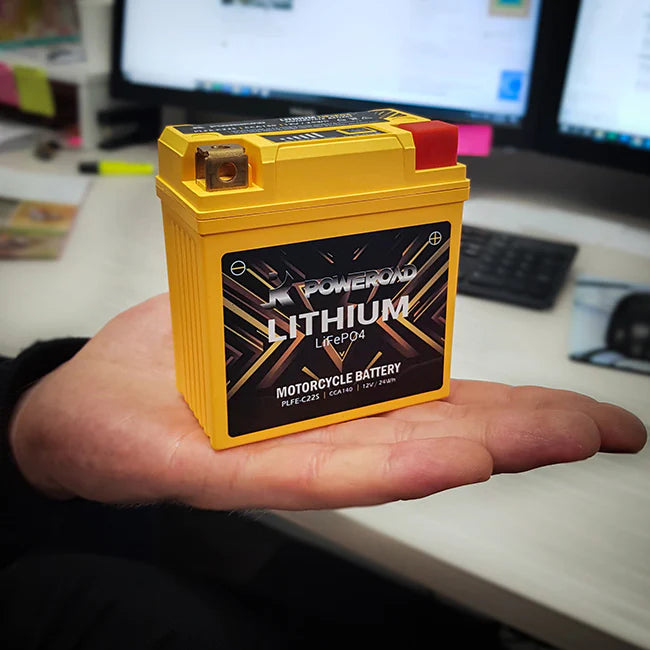 POWEROAD
LITHIUM
LiFePO4
MOTORCYCLE BATTERY
PLFE-C22S | CCA140 | 12V / 24Wh